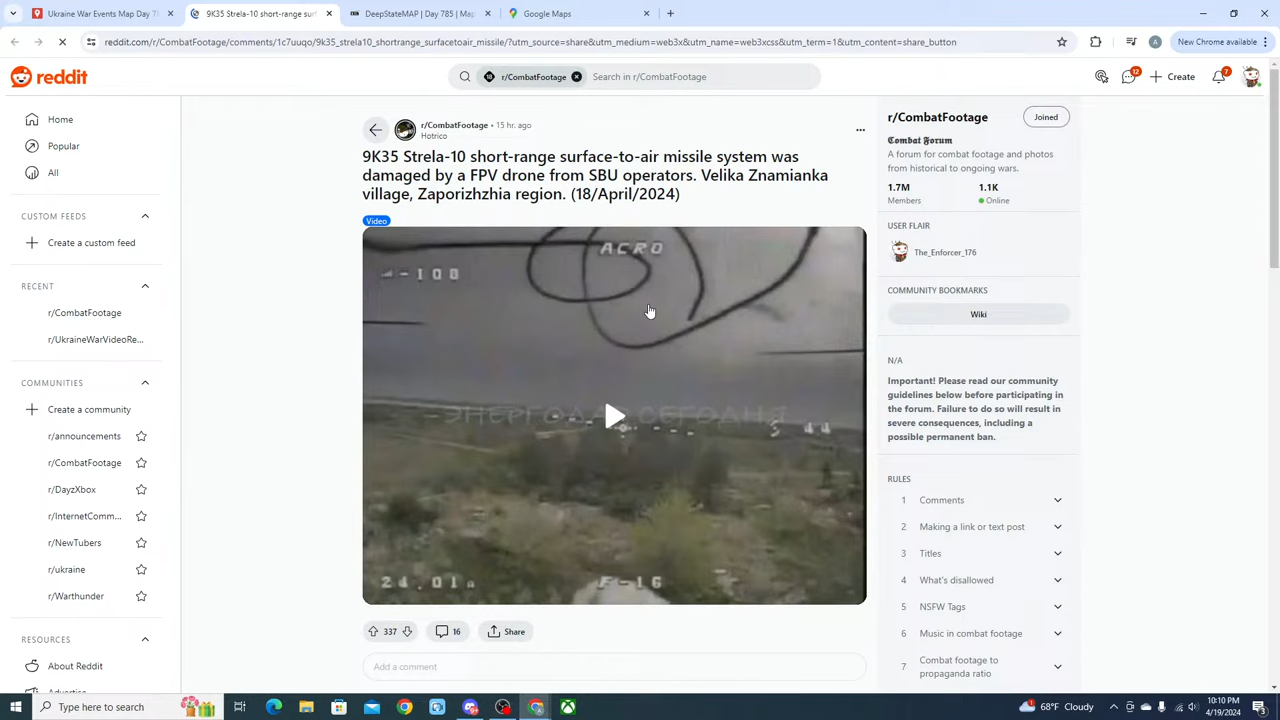 Ukraine War Events Map Day 7
9K35 Strela-10 short-range surf
DeepStateMAP | Day 785 | Map
Google Maps
reddit.com/r/CombatFootage/comments/1c7uuqo/9k35_strela10_shortrange_surfacetoair_missile/?utm_source=share&utm_medium=web3x&utm_name=web3xcss&utm_term=1&utm_content=share_button
A
New Chrome available
reddit
r/CombatFootage
Search in r/CombatFootage
12
Create
7
Home
Popular
All
CUSTOM FEEDS
Create a custom feed
RECENT
r/CombatFootage
r/UkraineWarVideoRe...
COMMUNITIES
Create a community
r/announcements
r/CombatFootage
r/DayzXbox
r/InternetComm...
r/NewTubers
r/ukraine
r/Warthunder
RESOURCES
About Reddit
Advertise
r/CombatFootage • 15 hr. ago
Hotrico
9K35 Strela-10 short-range surface-to-air missile system was
damaged by a FPV drone from SBU operators. Velika Znamianka
village, Zaporizhzhia region. (18/April/2024)
Video
ACRO
-108
44
F-16
337
16
Share
Add a comment
r/CombatFootage
Joined
Combat Forum
A forum for combat footage and photos
from historical to ongoing wars.
1.7M
1.1K
Members
Online
USER FLAIR
The_Enforcer_176
COMMUNITY BOOKMARKS
Wiki
N/A
Important! Please read our community
guidelines below before participating in
the forum. Failure to do so will result in
severe consequences, including a
possible permanent ban.
RULES
1 Comments
2 Making a link or text post
3 Titles
4 What's disallowed
5 NSFW Tags
6 Music in combat footage
7 Combat footage to
propaganda ratio
Type here to search
68°F Cloudy
10:10 PM
4/19/2024